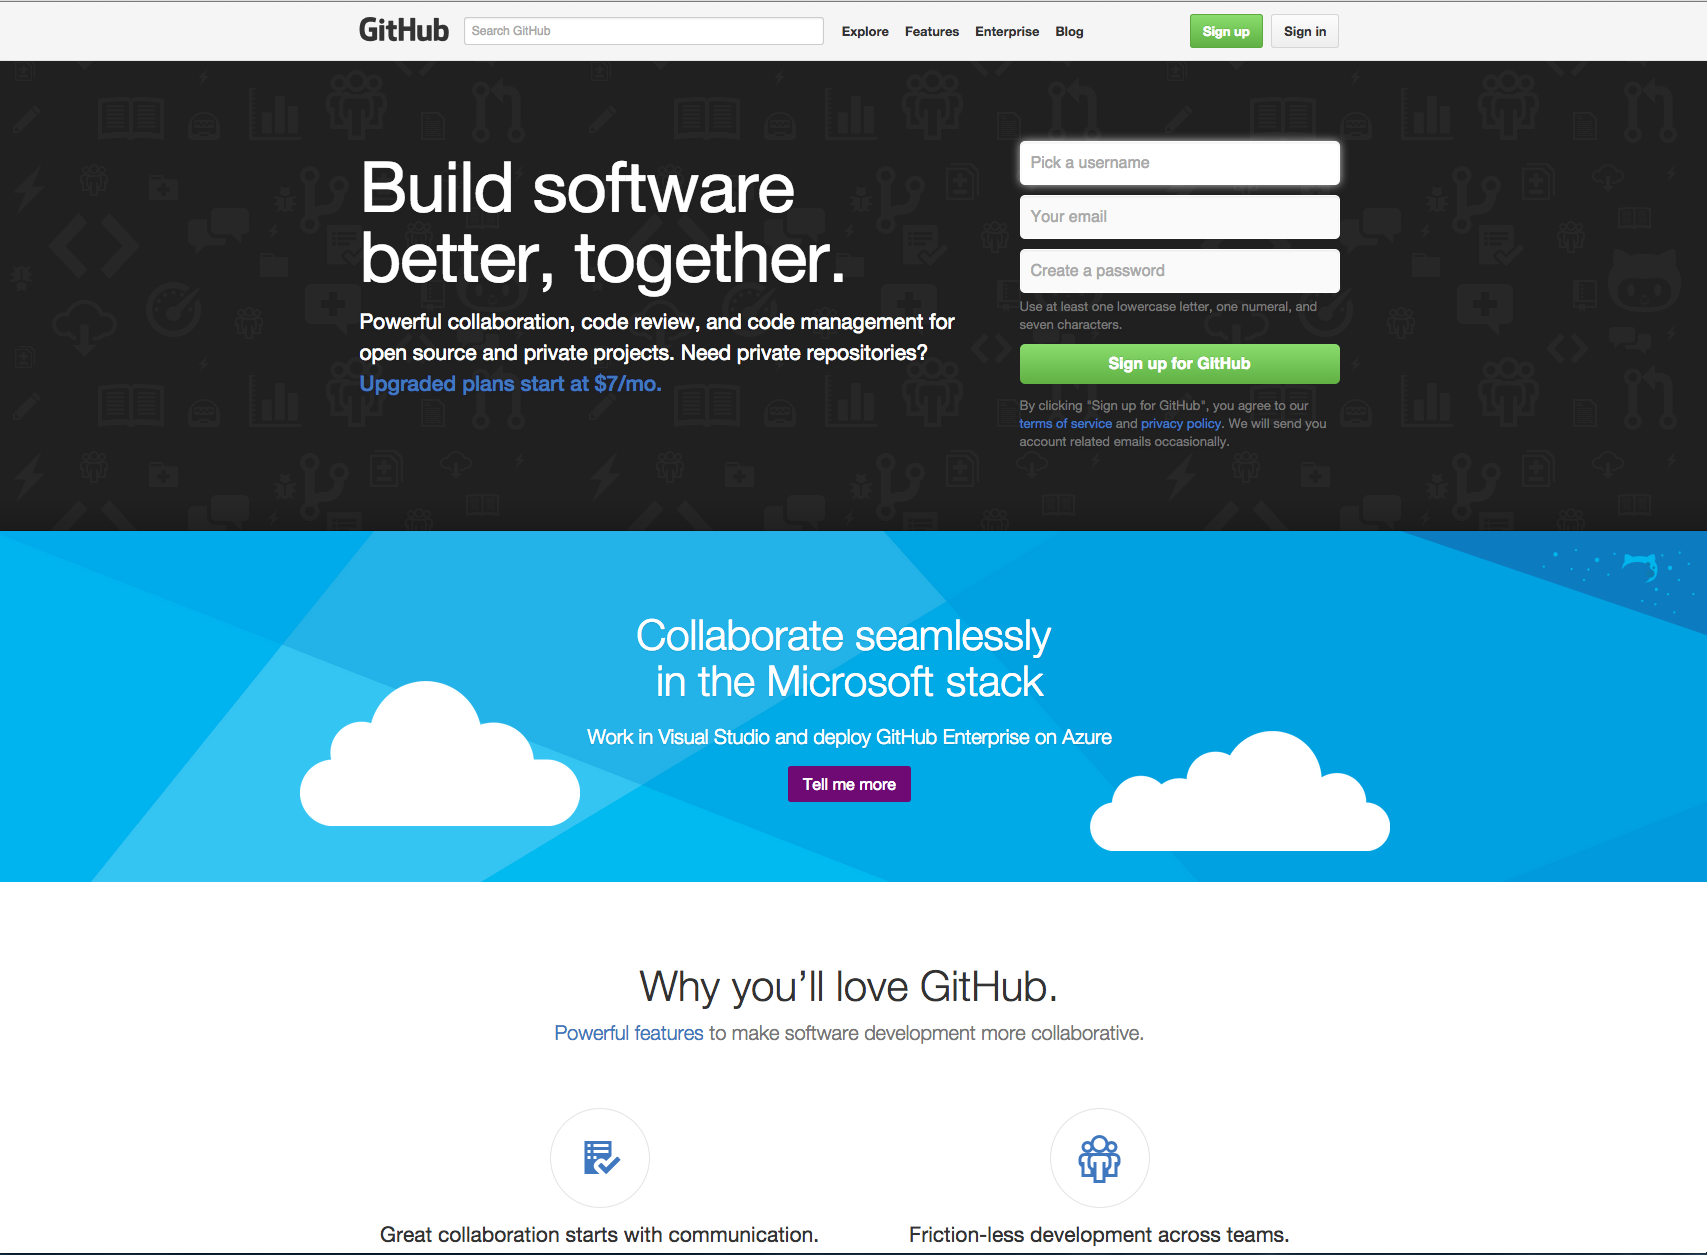 GitHub
Search GitHub
Explore
Features
Enterprise
Blog
Sign up
Sign in
Build software
better, together.
Powerful collaboration, code review, and code management for
open source and private projects. Need private repositories?
Upgraded plans start at $7/mo.
Pick a username
Your email
Create a password
Use at least one lowercase letter, one numeral, and
seven characters.
Sign up for GitHub
By clicking "Sign up for GitHub", you agree to our
terms of service and privacy policy. We will send you
account related emails occasionally.
Collaborate seamlessly
in the Microsoft stack
Work in Visual Studio and deploy GitHub Enterprise on Azure
Tell me more
Why you’ll love GitHub.
Powerful features to make software development more collaborative.
Great collaboration starts with communication.
Friction-less development across teams.